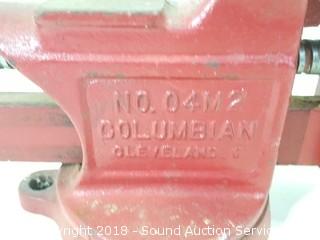 NO. 04M2
COLUMBIAN
CLEVELAND
Copyright 2018 - Sound Auction Service